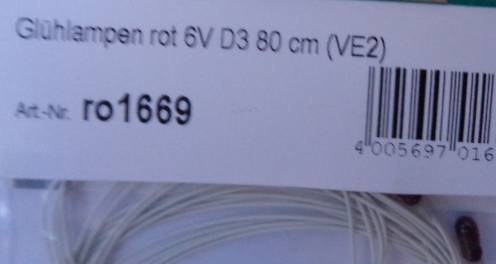 Glühlampen rot 6V D3 80 cm (VE2)
Art.-Nr. ro1669
4 005697 016